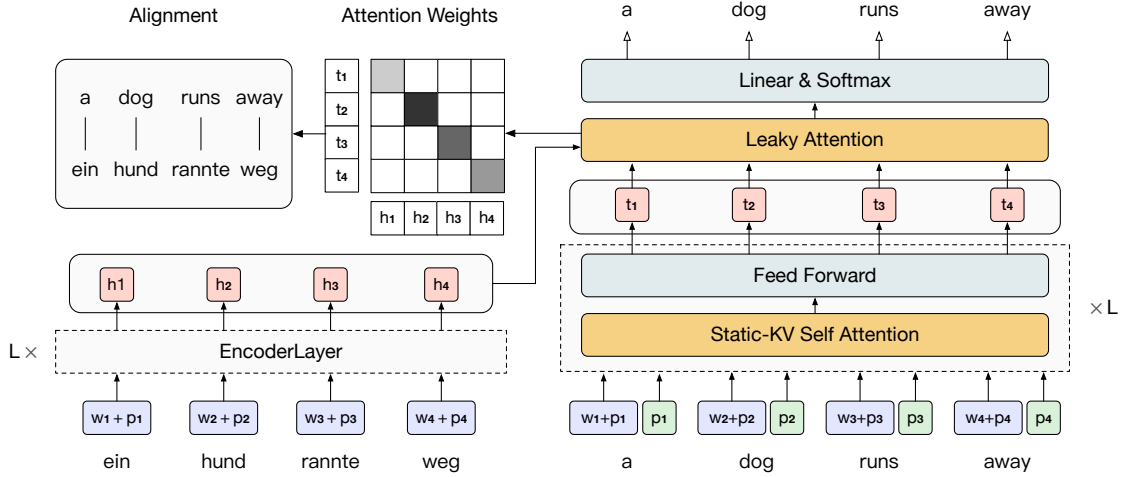 Alignment
Attention Weights
a dog runs away
ein hund rannte weg
t1
t2
t3
t4
h1 h2 h3 h4
h1 h2 h3 h4
L ×
EncoderLayer
w1 + p1 w2 + p2 w3 + p3 w4 + p4
ein hund rannte weg
a dog runs away
Linear & Softmax
Leaky Attention
t1 t2 t3 t4
Feed Forward
Static-KV Self Attention
× L
w1+p1 p1 w2+p2 p2 w3+p3 p3 w4+p4 p4
a dog runs away